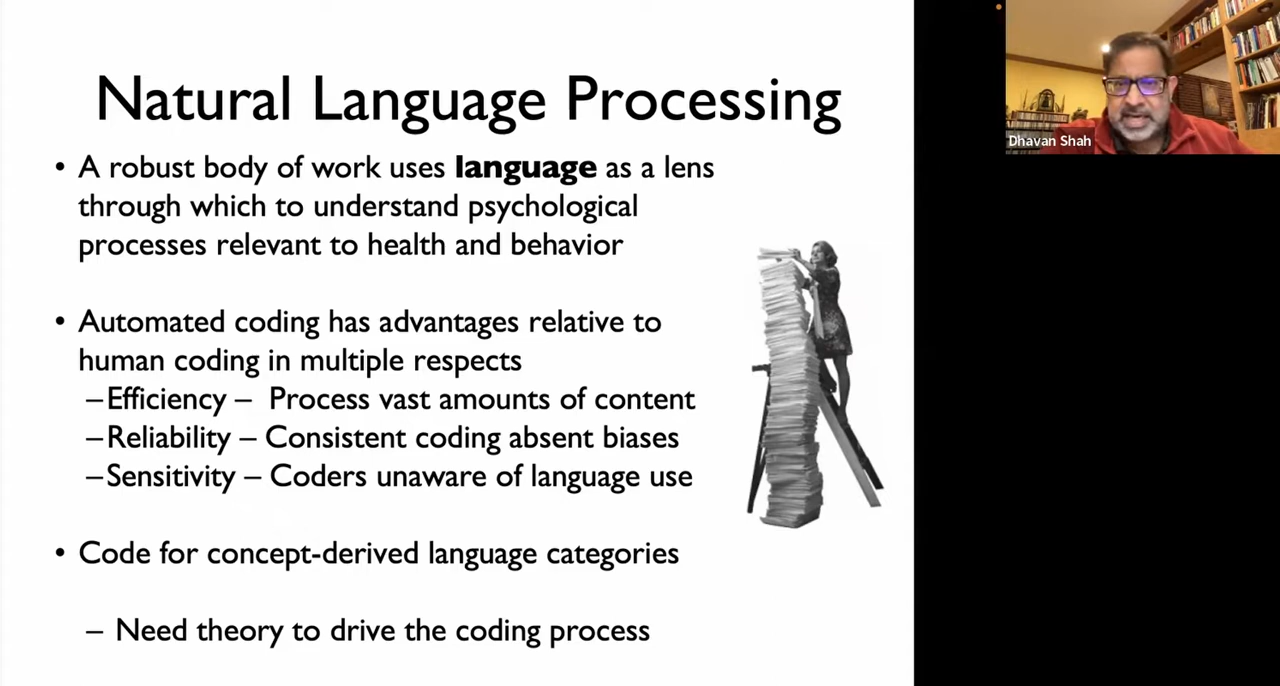 Natural Language Processing
• A robust body of work uses language as a lens
through which to understand psychological
processes relevant to health and behavior
• Automated coding has advantages relative to
human coding in multiple respects
–Efficiency – Process vast amounts of content
–Reliability – Consistent coding absent biases
–Sensitivity – Coders unaware of language use
• Code for concept-derived language categories
– Need theory to drive the coding process
Dhavan Shah